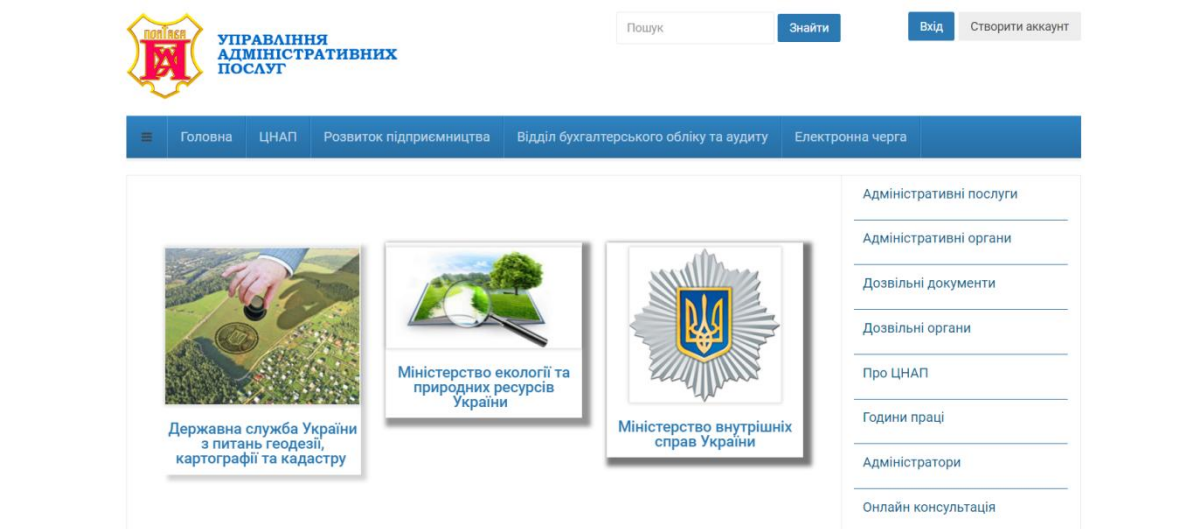 ПОЛТАВА
УПРАВЛІННЯ
АДМІНІСТРАТИВНИХ
ПОСЛУГ
Пошук
Знайти
Вхід
Створити аккаунт
Головна
ЦНАП
Розвиток підприємництва
Відділ бухгалтерського обліку та аудиту
Електронна черга
Державна служба України
з питань геодезії,
картографії та кадастру
Міністерство екології та
природних ресурсів
України
Міністерство внутрішніх
справ України
Адміністративні послуги
Адміністративні органи
Дозвільні документи
Дозвільні органи
Про ЦНАП
Години праці
Адміністратори
Онлайн консультація